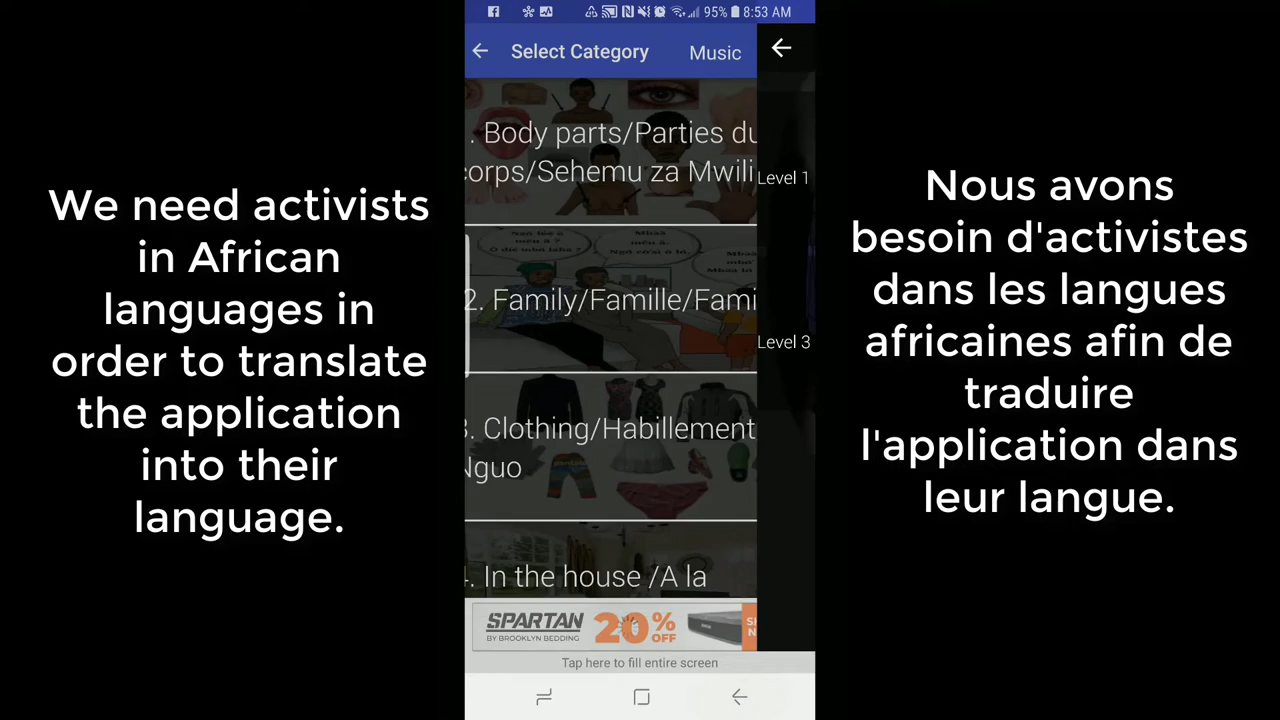 We need activists
in African
languages in
order to translate
the application
into their
language.
95% 8:53 AM
Select Category Music
. Body parts/Parties du
corps/Sehemu za Mwili
Level 1
2. Family/Famille/Fami
Level 3
3. Clothing/Habillement
Nguo
4. In the house /A la
SPARTAN
BY BROOKLYN BEDDING
20% OFF
Tap here to fill entire screen
Nous avons
besoin d'activistes
dans les langues
africaines afin de
traduire
l'application dans
leur langue.